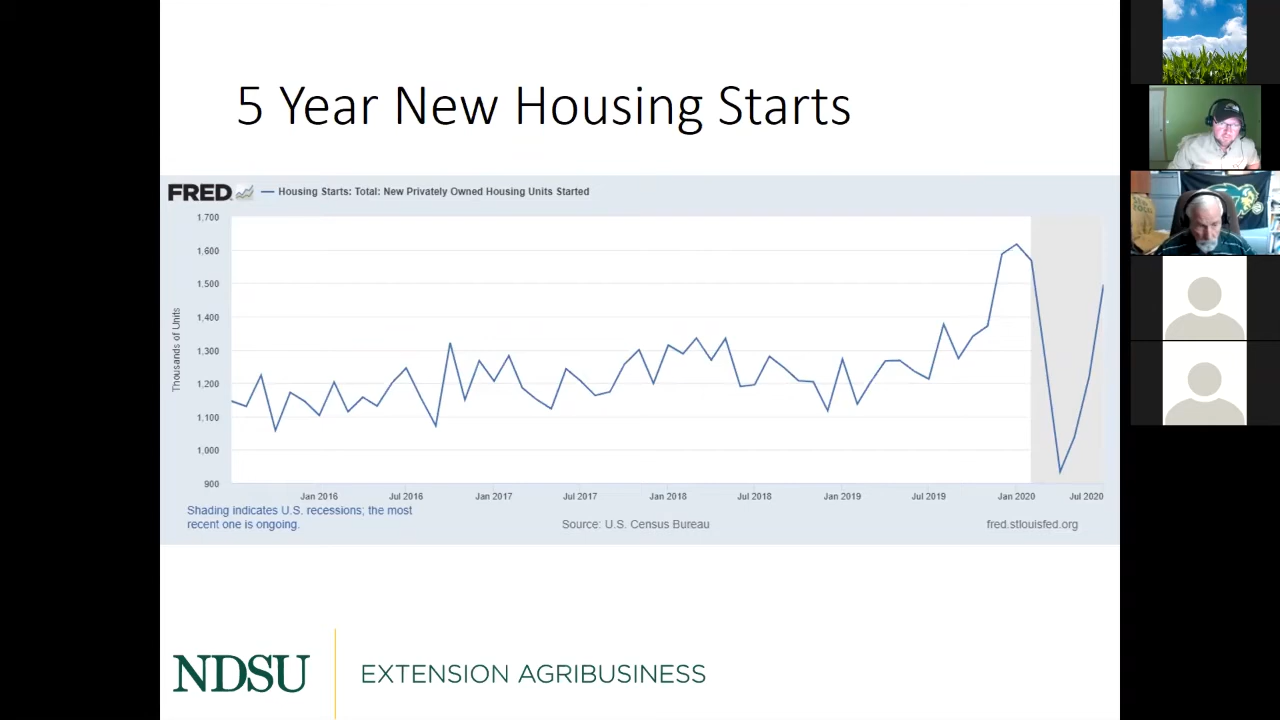 5 Year New Housing Starts
FRED
Housing Starts: Total: New Privately Owned Housing Units Started
1,700
1,600
1,500
1,400
1,300
1,200
1,100
1,000
900
Thousands of Units
Jan 2016 Jul 2016 Jan 2017 Jul 2017 Jan 2018 Jul 2018 Jan 2019 Jul 2019 Jan 2020 Jul 2020
Shading indicates U.S. recessions; the most
recent one is ongoing.
Source: U.S. Census Bureau
fred.stlouisfed.org
NDSU EXTENSION AGRIBUSINESS